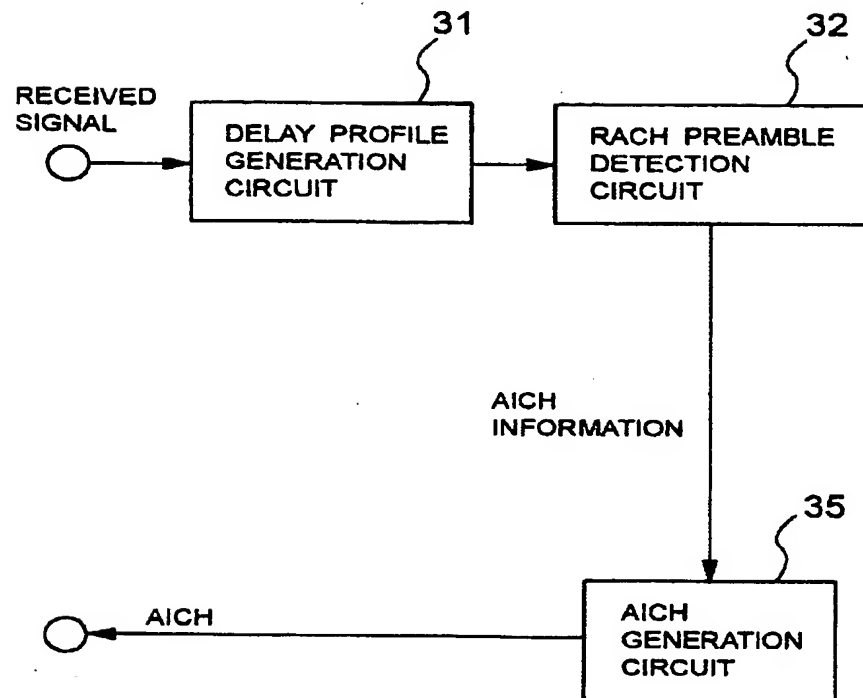 31
32
RECEIVED
SIGNAL
DELAY PROFILE
GENERATION
CIRCUIT
RACH PREAMBLE
DETECTION
CIRCUIT
AICH
INFORMATION
35
AICH
AICH
GENERATION
CIRCUIT